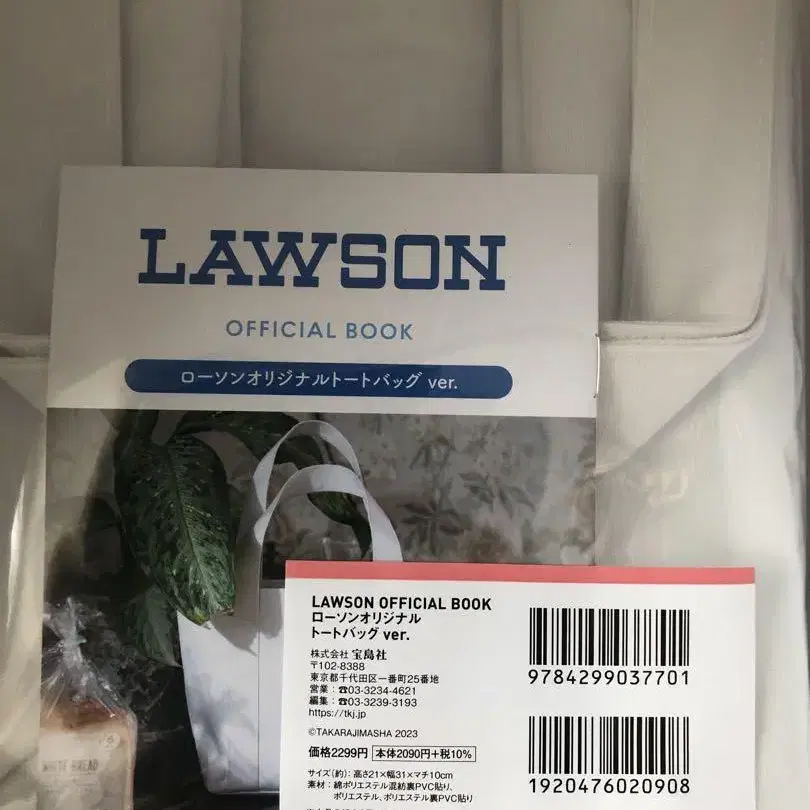 LAWSON
OFFICIAL BOOK
ローソンオリジナルトートバッグ ver.
WHITE BREAD
LAWSON OFFICIAL BOOK
ローソンオリジナル
トートバッグ ver.
株式会社 宝島社
〒102-8388
東京都千代田区一番町25番地
営業：☎03-3234-4621
編集：☎03-3239-3193
https://tkj.jp
©TAKARAJIMASHA 2023
価格2299円 本体2090円+税10%
サイズ(約)：高さ21×幅31×マチ10cm
素材：綿ポリエステル混紡裏PVC貼り、
ポリエステル、ポリエステル裏PVC貼り
9784299037701
1920476020908